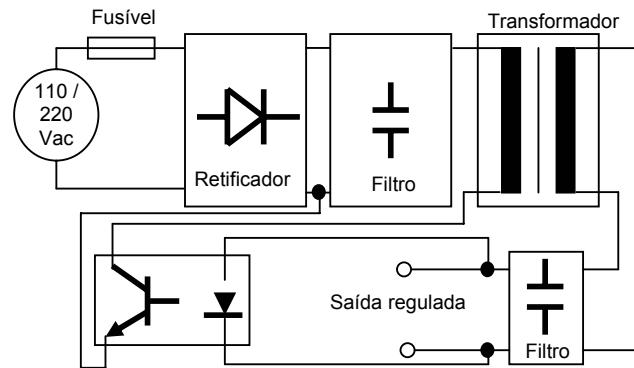 Fusível
Transformador
110 /
220
Vac
Retificador
Filtro
Saída regulada
Filtro